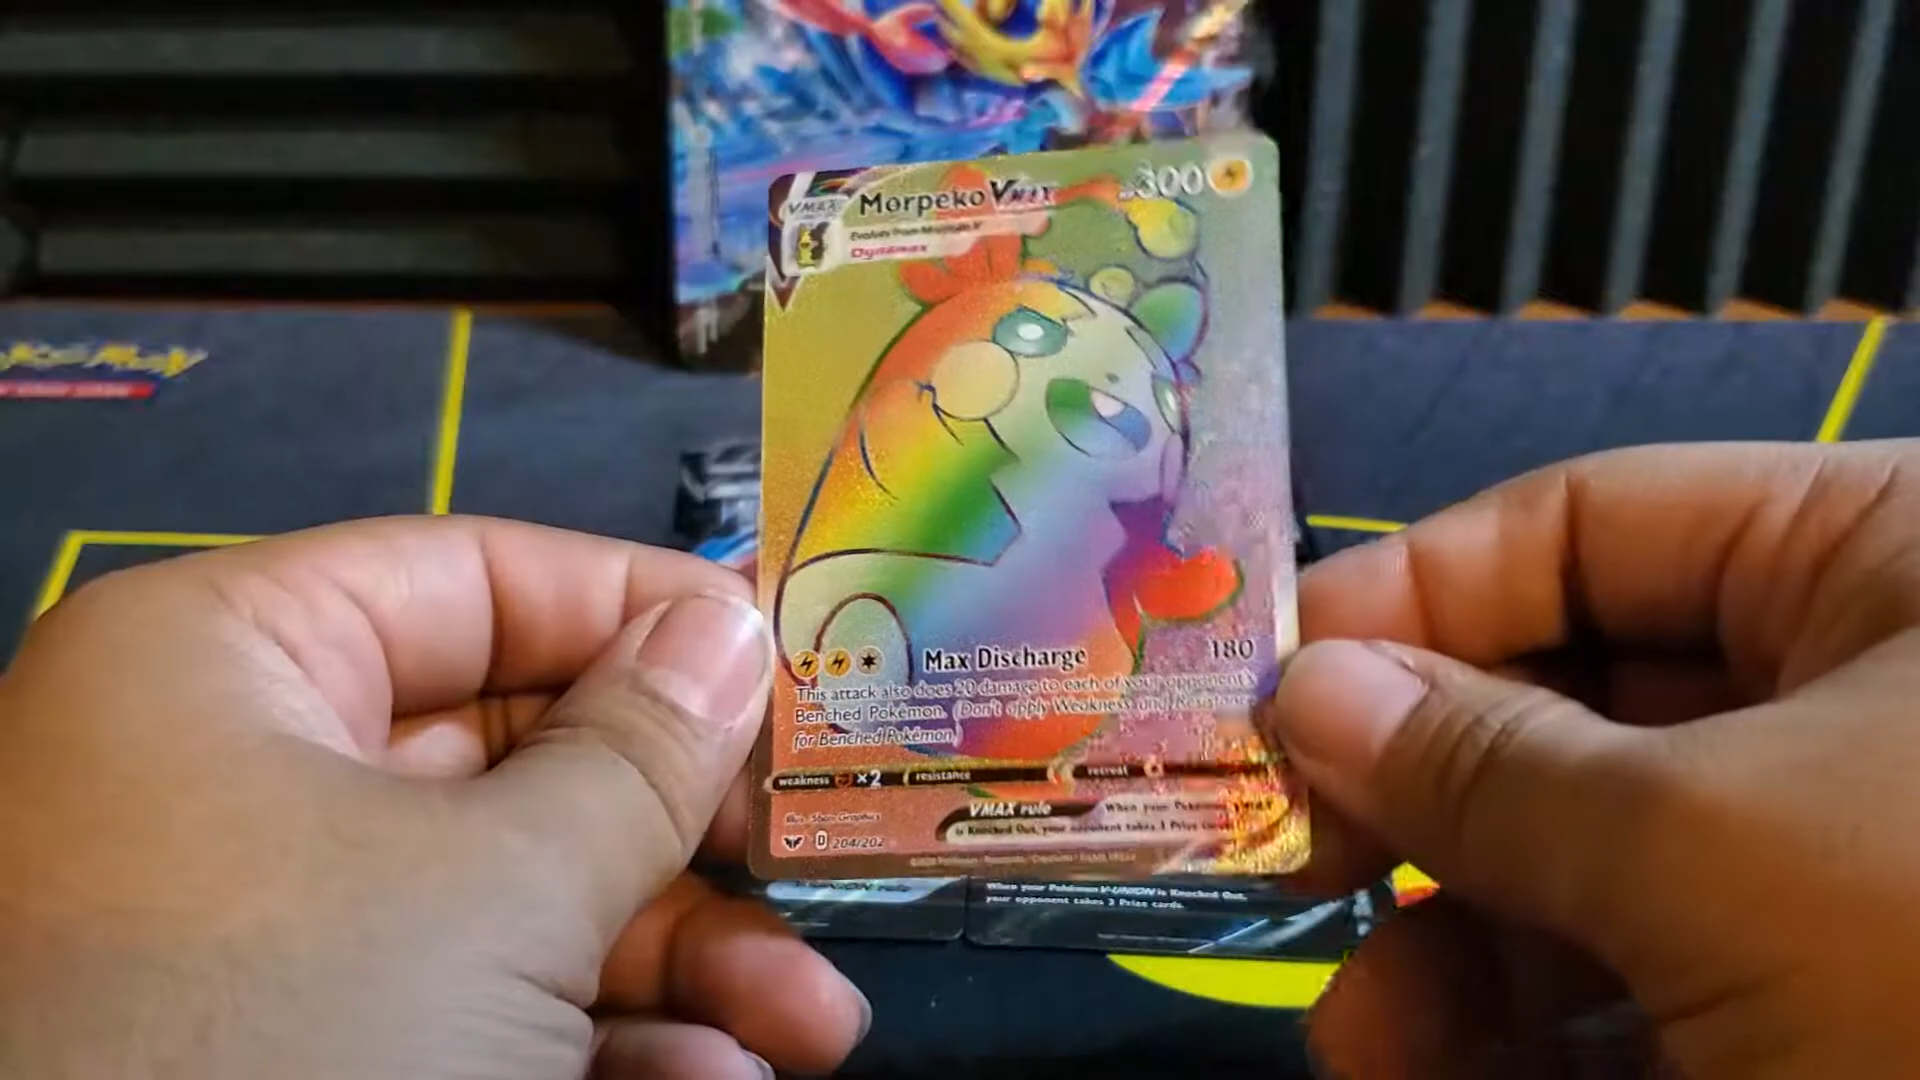 VMAX Morpeko VMAX 300
Evolves from Morpeko V
Dynamax
Max Discharge 180
This attack also does 20 damage to each of your opponent's
Benched Pokémon. (Don't apply Weakness and Resistance
for Benched Pokémon.)
weakness ×2 resistance retreat
VMAX rule When your Pokémon VMAX
is Knocked Out, your opponent takes 3 Prize cards.
Illus.
D 204/202
V-UNION rule
When your Pokémon V-UNION is Knocked Out,
your opponent takes 3 Prize cards.